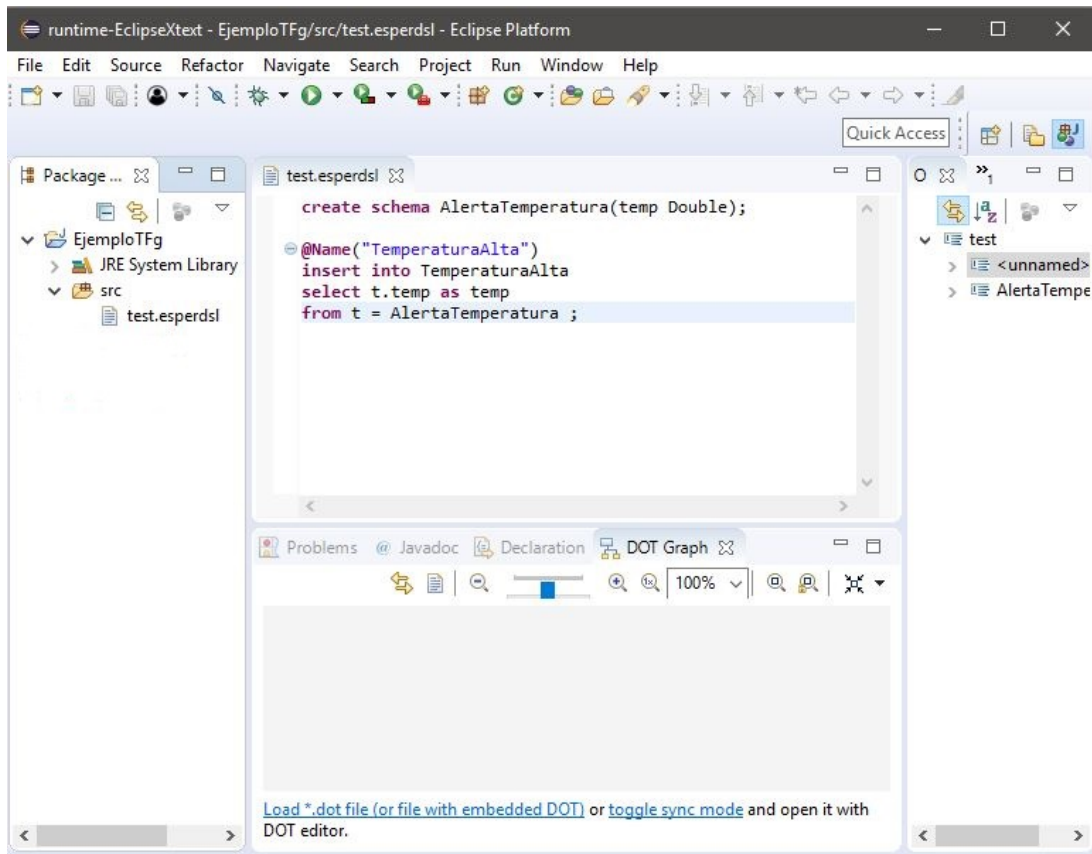 runtime-EclipseXtext - EjemploTFg/src/test.esperdsl - Eclipse Platform
File Edit Source Refactor Navigate Search Project Run Window Help
Quick Access
Package ...
EjemploTFg
JRE System Library
src
test.esperdsl
test.esperdsl
create schema AlertaTemperatura(temp Double);
@Name("TemperaturaAlta")
insert into TemperaturaAlta
select t.temp as temp
from t = AlertaTemperatura ;
O »1
test
<unnamed>
AlertaTempe
Problems @ Javadoc Declaration DOT Graph
100%
Load *.dot file (or file with embedded DOT) or toggle sync mode and open it with
DOT editor.